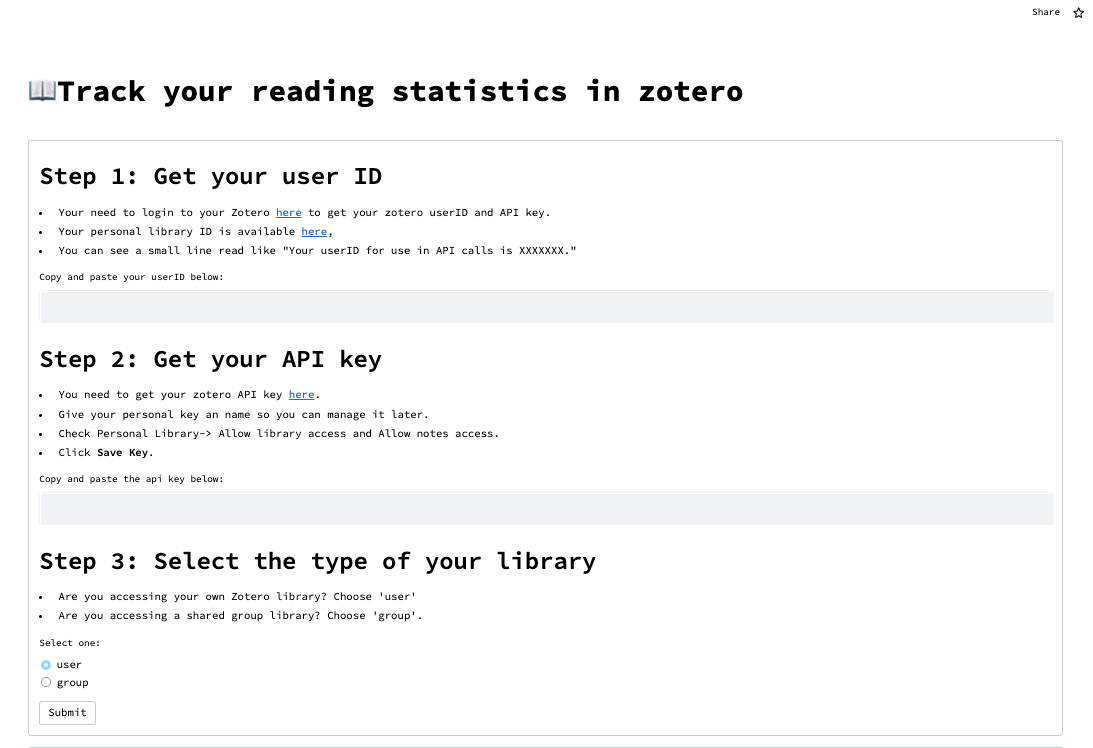 Share
Track your reading statistics in zotero
Step 1: Get your user ID
Your need to login to your Zotero here to get your zotero userID and API key.
Your personal library ID is available here,
You can see a small line read like "Your userID for use in API calls is XXXXXXX."
Copy and paste your userID below:
Step 2: Get your API key
You need to get your zotero API key here.
Give your personal key an name so you can manage it later.
Check Personal Library-> Allow library access and Allow notes access.
Click Save Key.
Copy and paste the api key below:
Step 3: Select the type of your library
Are you accessing your own Zotero library? Choose 'user'
Are you accessing a shared group library? Choose 'group'.
Select one:
user
group
Submit